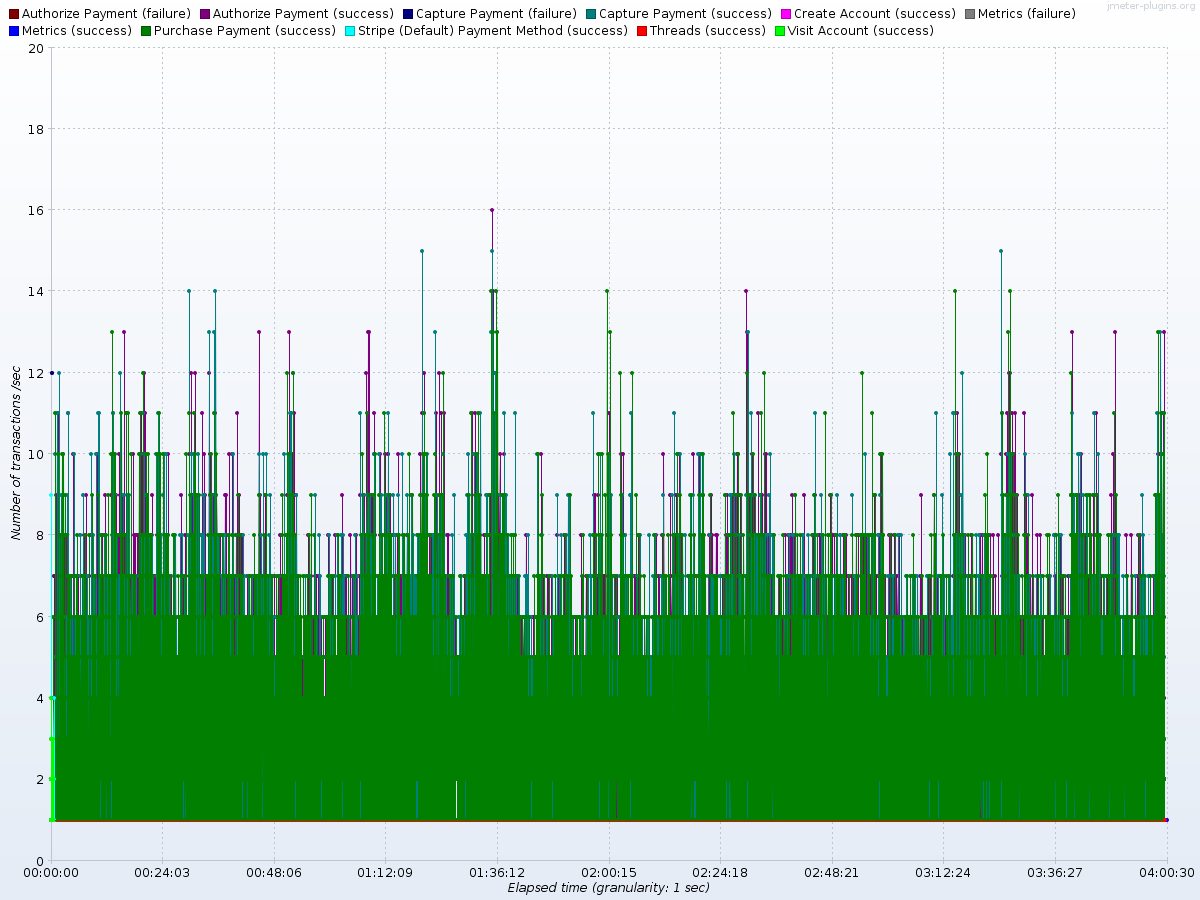 jmeter-plugins.org
Authorize Payment (failure) Authorize Payment (success) Capture Payment (failure) Capture Payment (success) Create Account (success) Metrics (failure)
Metrics (success) Purchase Payment (success) Stripe (Default) Payment Method (success) Threads (success) Visit Account (success)
20
18
16
14
12
10
8
6
4
2
0
Number of transactions /sec
00:00:00 00:24:03 00:48:06 01:12:09 01:36:12 02:00:15 02:24:18 02:48:21 03:12:24 03:36:27 04:00:30
Elapsed time (granularity: 1 sec)